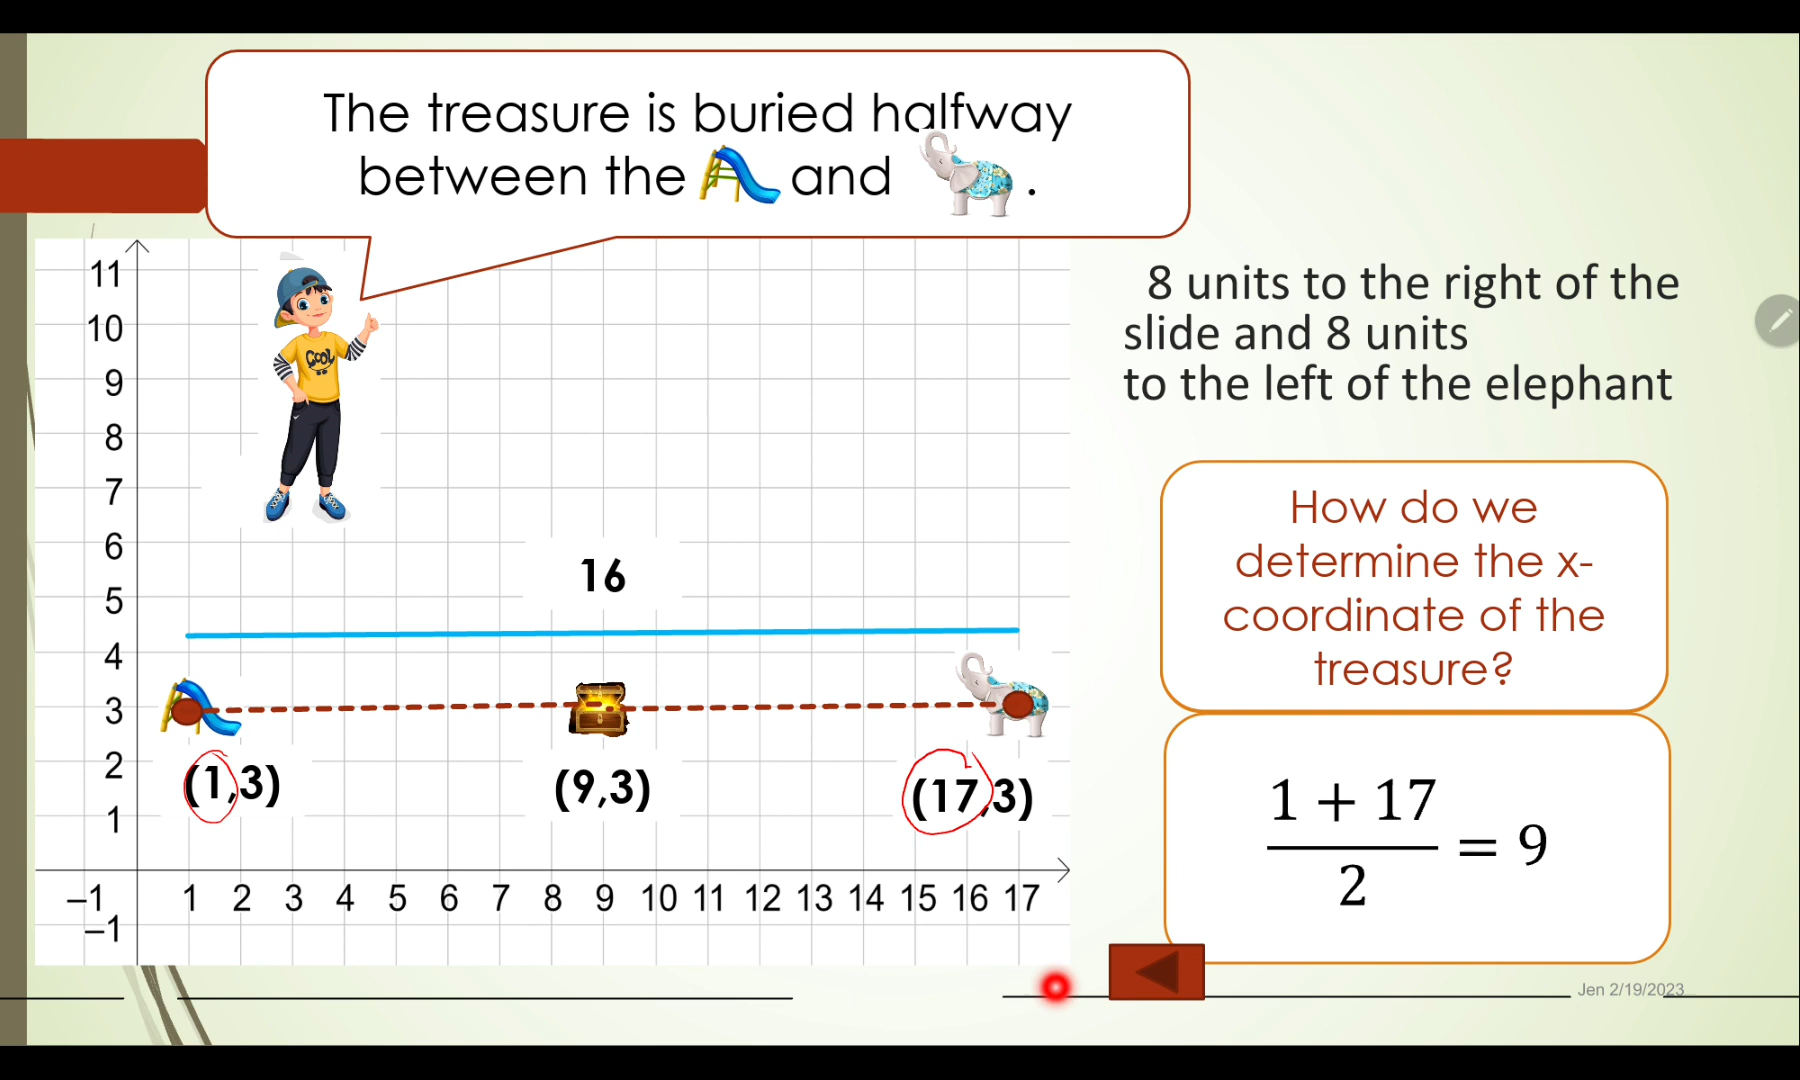 The treasure is buried halfway
between the and .
8 units to the right of the
slide and 8 units
to the left of the elephant
COOL
How do we
determine the x-
coordinate of the
treasure?
1 + 17
2
= 9
11
10
9
8
7
6
5
4
3
2
1
-1
16
(1,3)
(9,3)
(17,3)
-1 1 2 3 4 5 6 7 8 9 10 11 12 13 14 15 16 17
Jen 2/19/2023